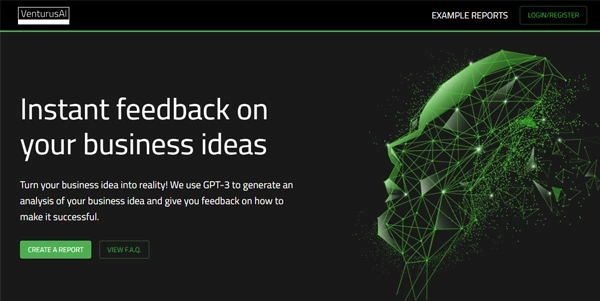 VenturusAI
EXAMPLE REPORTS
LOGIN/REGISTER
Instant feedback on
your business ideas
Turn your business idea into reality! We use GPT-3 to generate an
analysis of your business idea and give you feedback on how to
make it successful.
CREATE A REPORT
VIEW F.A.Q.